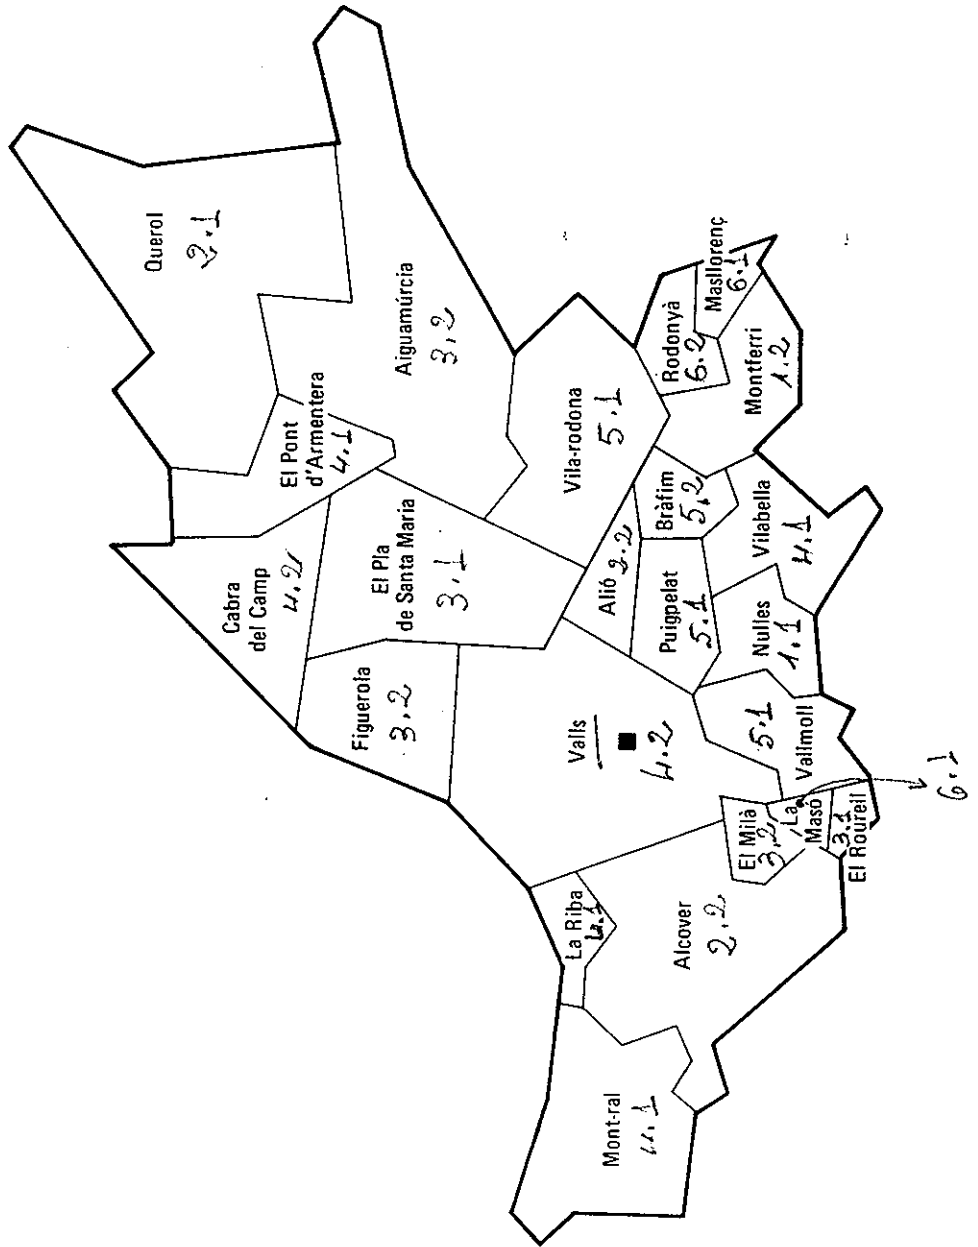 Querol
2.1
Cabra
del Camp
4.2
El Pont
d'Armentera
4.1
Figuerola
3.2
El Pla
de Santa Maria
3.1
Aiguamúrcia
3.2
La Riba
4.1
Valls
4.2
Vila-rodona
5.1
Mont-ral
Alió 2.2
Puigpelat
5.1
Bràfim
5.2
Rodonyà
6.2
Alcover
2.2
Masllorenç
6.1
El Milà
3.2
Nulles
1.1
Vilabella
4.1
Montferri
1.2
La
Masó
5.1
Vallmoll
3.1
El Rourell
6.1